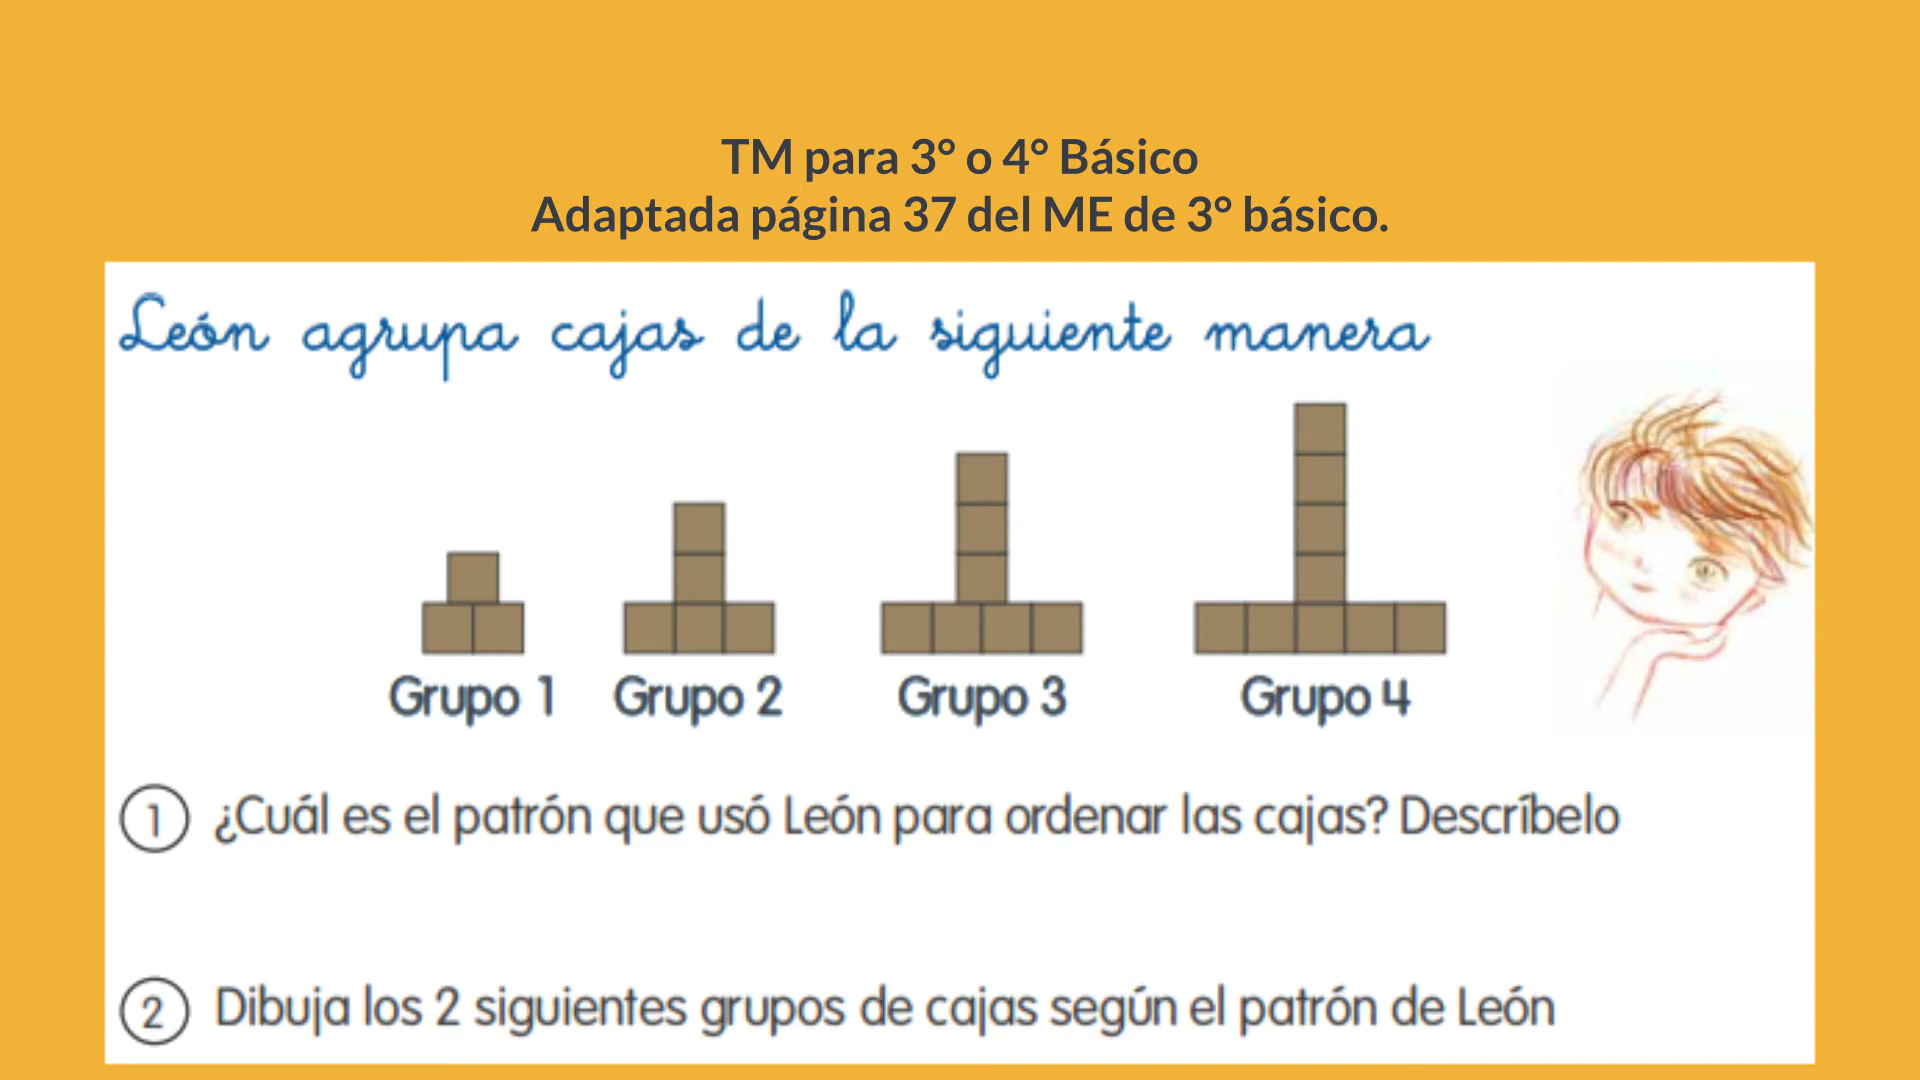 TM para 3° o 4° Básico
Adaptada página 37 del ME de 3° básico.
León agrupa cajas de la siguiente manera
Grupo 1 Grupo 2 Grupo 3 Grupo 4
1 ¿Cuál es el patrón que usó León para ordenar las cajas? Descríbelo
2 Dibuja los 2 siguientes grupos de cajas según el patrón de León